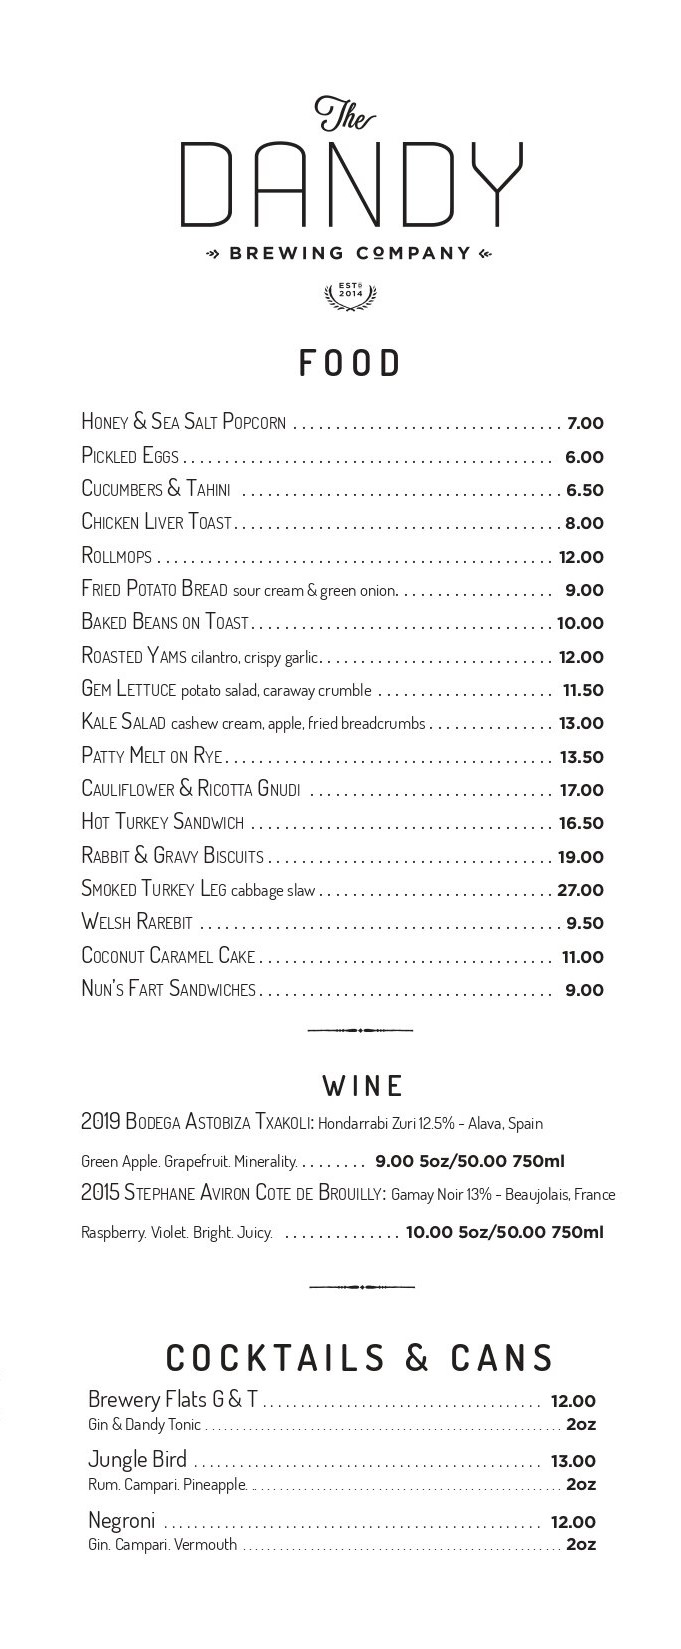 The
DANDY
BREWING COMPANY
ESTD
2014
FOOD
Honey & Sea Salt Popcorn . . . . . . . . . . . . . . . . . . . . . . . . . . . . . . . 7.00
Pickled Eggs . . . . . . . . . . . . . . . . . . . . . . . . . . . . . . . . . . . . . . . . . . . 6.00
Cucumbers & Tahini . . . . . . . . . . . . . . . . . . . . . . . . . . . . . . . . . . . . . 6.50
Chicken Liver Toast . . . . . . . . . . . . . . . . . . . . . . . . . . . . . . . . . . . . . . 8.00
Rollmops . . . . . . . . . . . . . . . . . . . . . . . . . . . . . . . . . . . . . . . . . . . . . . 12.00
Fried Potato Bread sour cream & green onion. . . . . . . . . . . . . . . . . . . 9.00
Baked Beans on Toast . . . . . . . . . . . . . . . . . . . . . . . . . . . . . . . . . . . 10.00
Roasted Yams cilantro, crispy garlic. . . . . . . . . . . . . . . . . . . . . . . . . . . 12.00
Gem Lettuce potato salad, caraway crumble . . . . . . . . . . . . . . . . . . . . 11.50
Kale Salad cashew cream, apple, fried breadcrumbs . . . . . . . . . . . . . . 13.00
Patty Melt on Rye . . . . . . . . . . . . . . . . . . . . . . . . . . . . . . . . . . . . . . 13.50
Cauliflower & Ricotta Gnudi . . . . . . . . . . . . . . . . . . . . . . . . . . . . 17.00
Hot Turkey Sandwich . . . . . . . . . . . . . . . . . . . . . . . . . . . . . . . . . . . 16.50
Rabbit & Gravy Biscuits . . . . . . . . . . . . . . . . . . . . . . . . . . . . . . . . . 19.00
Smoked Turkey Leg cabbage slaw . . . . . . . . . . . . . . . . . . . . . . . . . . . 27.00
Welsh Rarebit . . . . . . . . . . . . . . . . . . . . . . . . . . . . . . . . . . . . . . . . . . 9.50
Coconut Caramel Cake . . . . . . . . . . . . . . . . . . . . . . . . . . . . . . . . . . 11.00
Nun's Fart Sandwiches . . . . . . . . . . . . . . . . . . . . . . . . . . . . . . . . . . 9.00
WINE
2019 Bodega Astobiza Txakoli: Hondarrabi Zuri 12.5% - Alava, Spain
Green Apple. Grapefruit. Minerality. . . . . . . . . 9.00 5oz/50.00 750ml
2015 Stephane Aviron Cote de Brouilly: Gamay Noir 13% - Beaujolais, France
Raspberry. Violet. Bright. Juicy. . . . . . . . . . . . . . . 10.00 5oz/50.00 750ml
COCKTAILS & CANS
Brewery Flats G & T . . . . . . . . . . . . . . . . . . . . . . . . . . . . . . . . . . 12.00
Gin & Dandy Tonic . . . . . . . . . . . . . . . . . . . . . . . . . . . . . . . . . . . . . . . . . . . 2oz
Jungle Bird . . . . . . . . . . . . . . . . . . . . . . . . . . . . . . . . . . . . . . . . . . 13.00
Rum. Campari. Pineapple. . . . . . . . . . . . . . . . . . . . . . . . . . . . . . . . . . . . . . 2oz
Negroni . . . . . . . . . . . . . . . . . . . . . . . . . . . . . . . . . . . . . . . . . . . . . 12.00
Gin. Campari. Vermouth . . . . . . . . . . . . . . . . . . . . . . . . . . . . . . . . . . . . . . 2oz